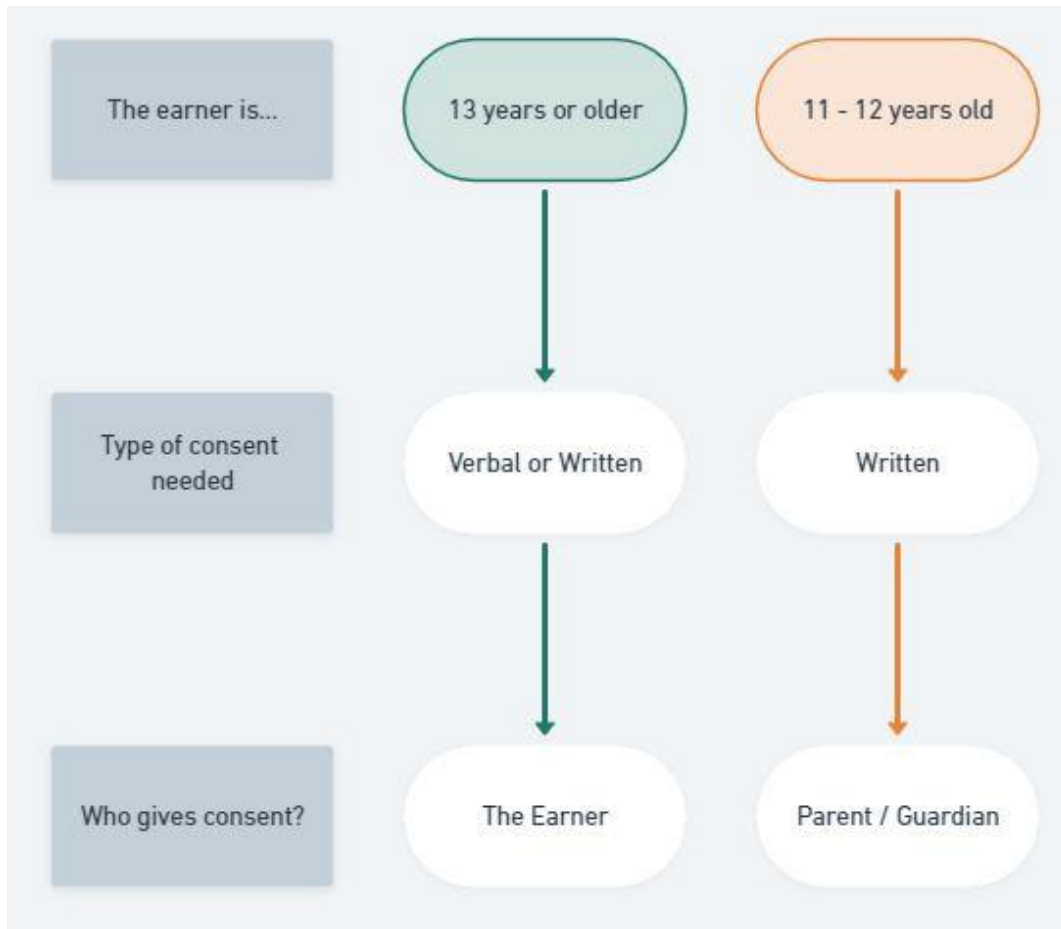 The earner is...
13 years or older
11 - 12 years old
Type of consent
needed
Verbal or Written
Written
Who gives consent?
The Earner
Parent / Guardian